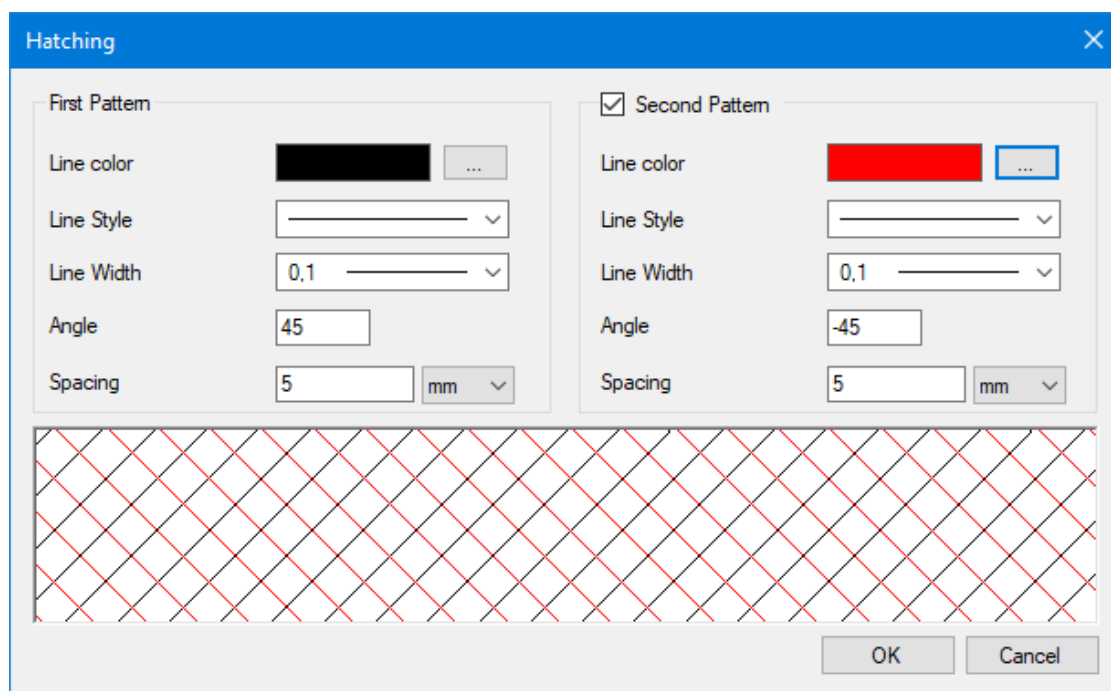 Hatching
First Pattern
Line color
...
Line Style
Line Width
0,1
Angle
45
Spacing
5
mm
Second Pattern
Line color
...
Line Style
Line Width
0,1
Angle
-45
Spacing
5
mm
OK
Cancel